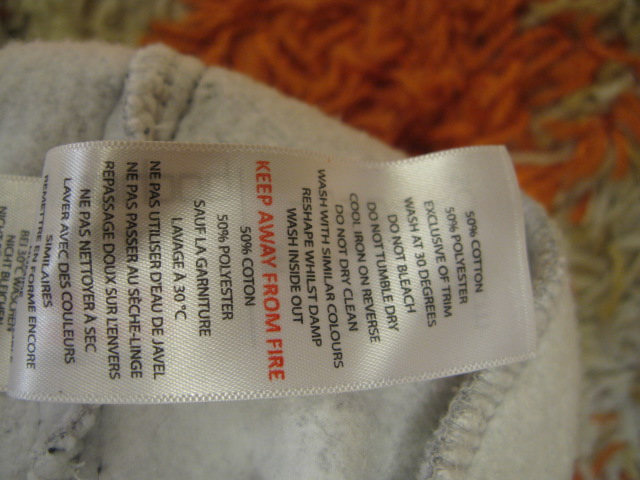 50% COTTON
50% POLYESTER
EXCLUSIVE OF TRIM
WASH AT 30 DEGREES
DO NOT BLEACH
DO NOT TUMBLE DRY
COOL IRON ON REVERSE
DO NOT DRY CLEAN
WASH WITH SIMILAR COLOURS
RESHAPE WHILST DAMP
WASH INSIDE OUT
KEEP AWAY FROM FIRE
50% COTON
50% POLYESTER
SAUF LA GARNITURE
LAVAGE À 30 °C
NE PAS UTILISER D'EAU DE JAVEL
NE PAS PASSER AU SÈCHE-LINGE
REPASSAGE DOUX SUR L'ENVERS
NE PAS NETTOYER À SEC
LAVER AVEC DES COULEURS
SIMILAIRES
REMETTRE EN FORME ENCORE
BEI 30°C
NICHT BLEICHEN